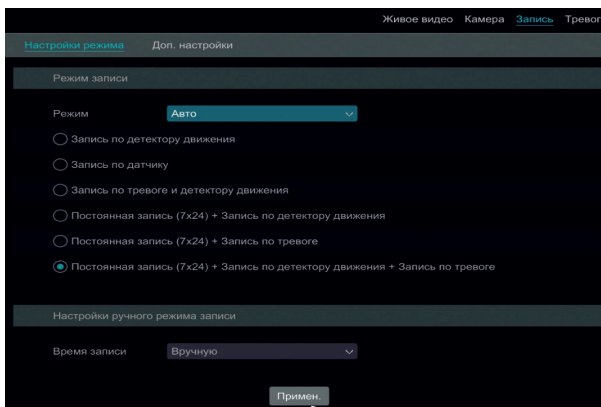 Живое видео Камера Запись Тревог
Настройки режима Доп. настройки
Режим записи
Режим Авто
Запись по детектору движения
Запись по датчику
Запись по тревоге и детектору движения
Постоянная запись (7x24) + Запись по детектору движения
Постоянная запись (7x24) + Запись по тревоге
Постоянная запись (7x24) + Запись по детектору движения + Запись по тревоге
Настройки ручного режима записи
Время записи Вручную
Примен.